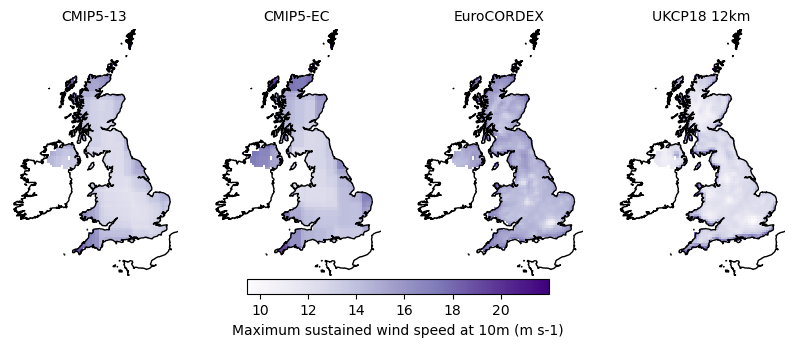 CMIP5-13 CMIP5-EC EuroCORDEX UKCP18 12km
10 12 14 16 18 20
Maximum sustained wind speed at 10m (m s-1)